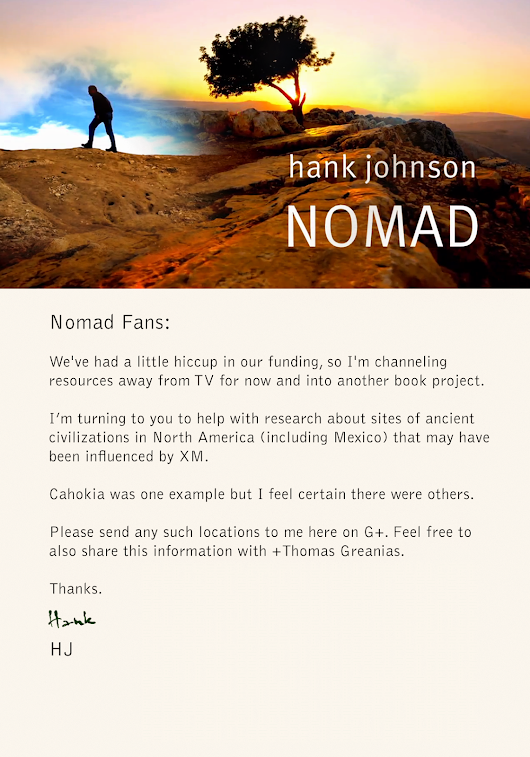 hank johnson
NOMAD
Nomad Fans:
We've had a little hiccup in our funding, so I'm channeling
resources away from TV for now and into another book project.
I’m turning to you to help with research about sites of ancient
civilizations in North America (including Mexico) that may have
been influenced by XM.
Cahokia was one example but I feel certain there were others.
Please send any such locations to me here on G+. Feel free to
also share this information with +Thomas Greanias.
Thanks.
Hank
HJ